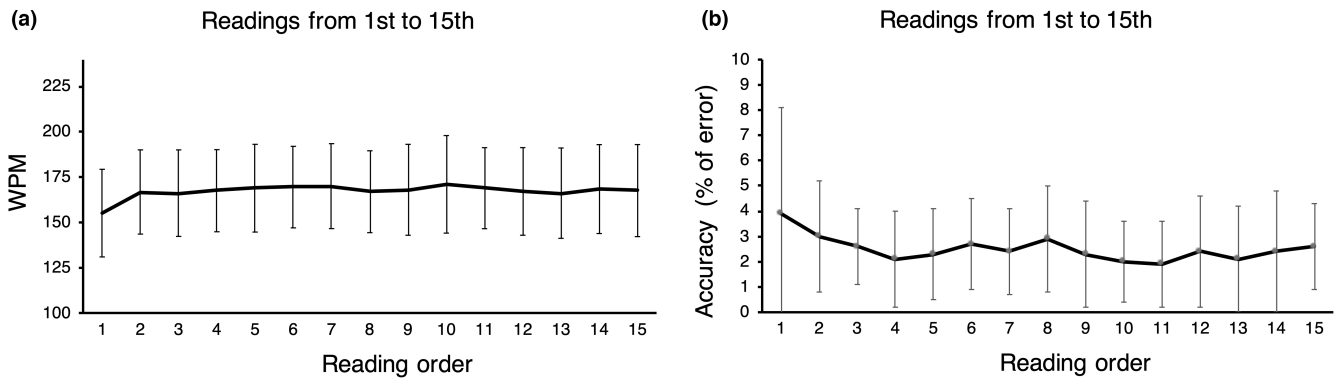 (a)
Readings from 1st to 15th
WPM
225
200
175
150
125
100
1 2 3 4 5 6 7 8 9 10 11 12 13 14 15
Reading order
(b)
Readings from 1st to 15th
Accuracy (% of error)
10
9
8
7
6
5
4
3
2
1
0
1 2 3 4 5 6 7 8 9 10 11 12 13 14 15
Reading order